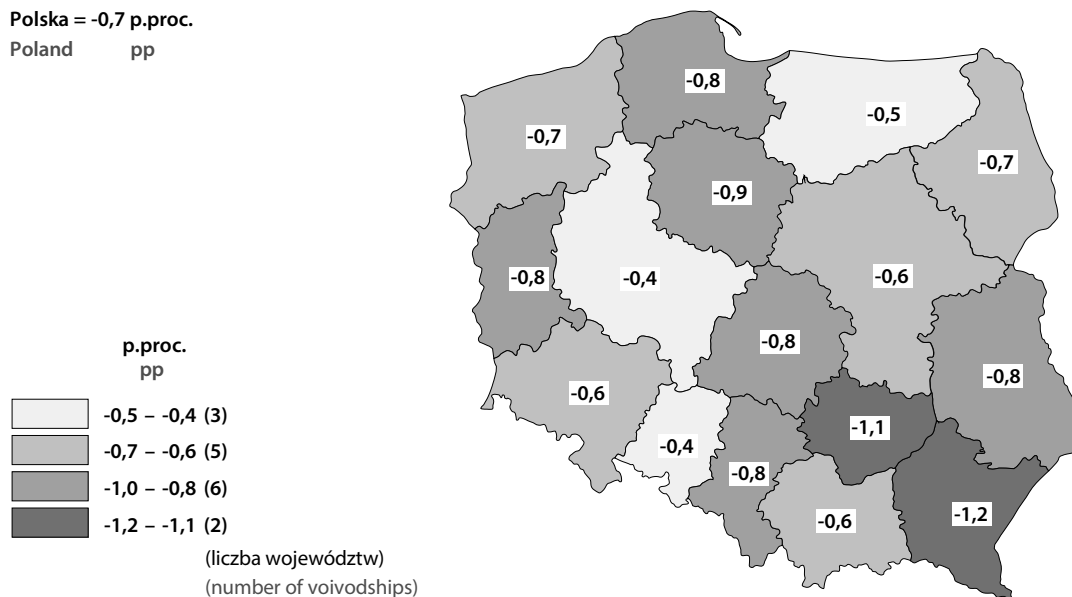 Polska = -0,7 p.proc.
Poland pp
-0,8
-0,5
-0,7
-0,7
-0,9
-0,8
-0,4
-0,6
-0,8
-0,8
-0,6
-1,1
-0,4
-0,8
-0,6
-1,2
p.proc.
pp
-0,5 – -0,4 (3)
-0,7 – -0,6 (5)
-1,0 – -0,8 (6)
-1,2 – -1,1 (2)
(liczba województw)
(number of voivodships)